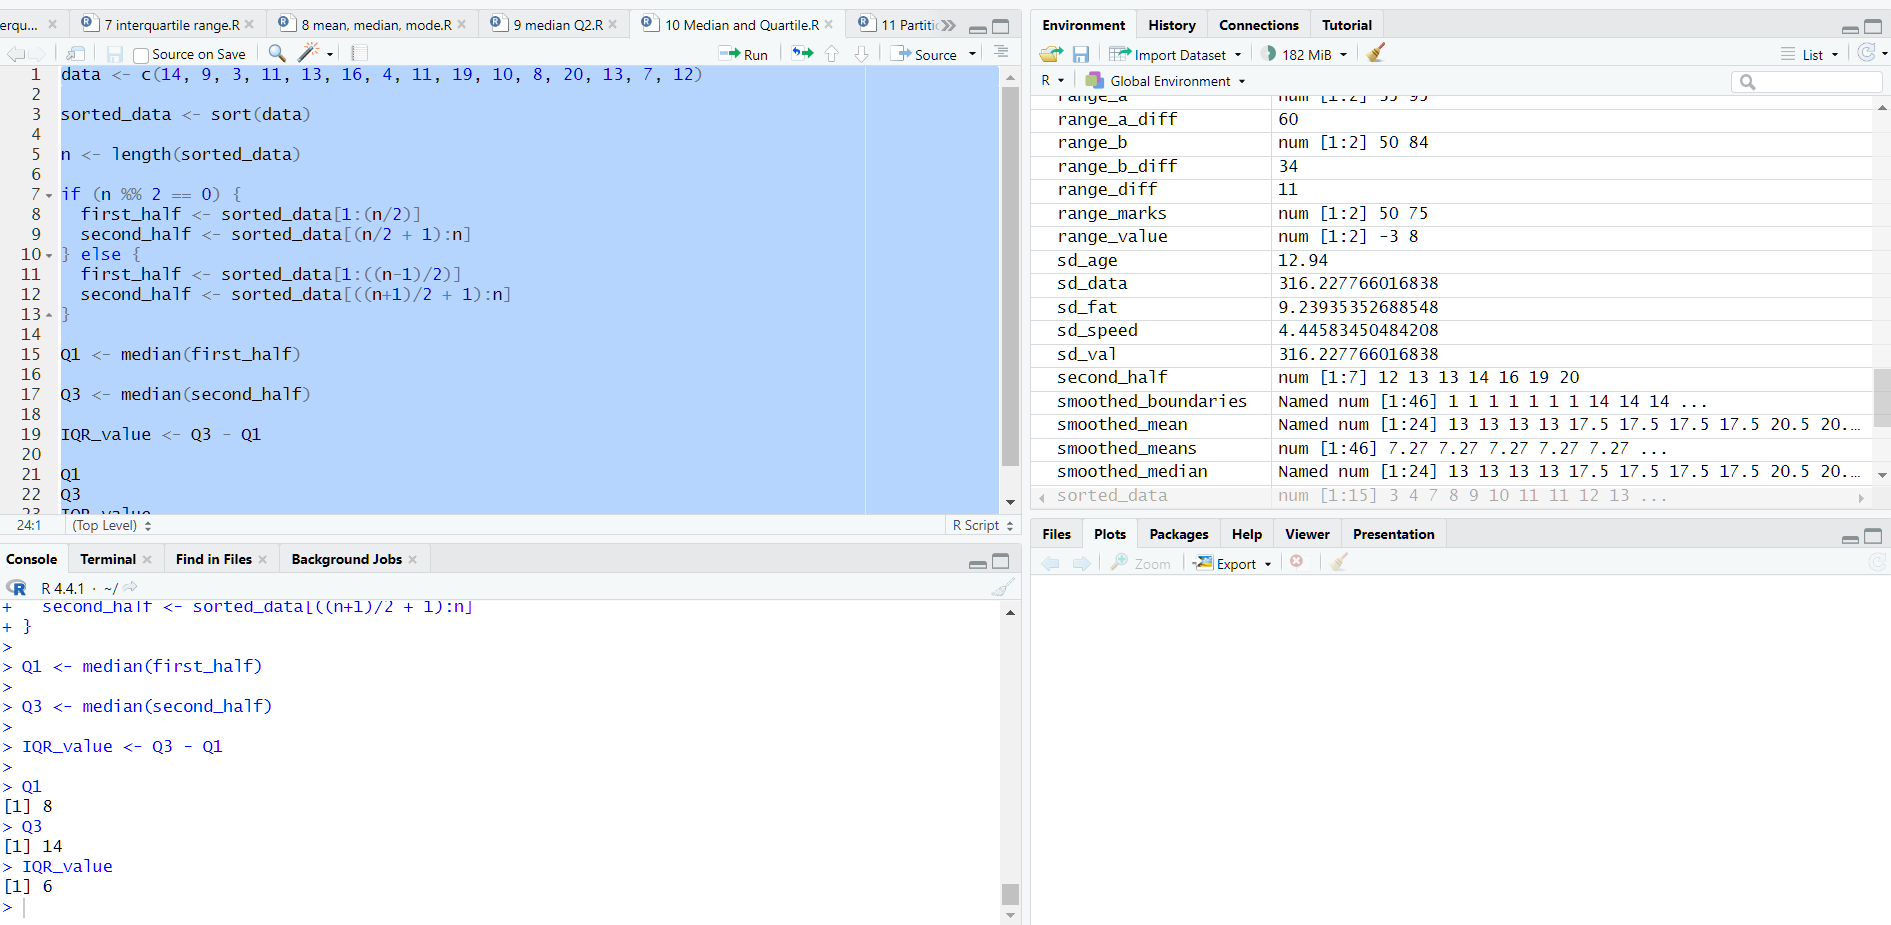 erqu...
7 interquartile range.R
8 mean, median, mode.R
9 median Q2.R
10 Median and Quartile.R
11 Partitic
Source on Save
Run
Source
1 data <- c(14, 9, 3, 11, 13, 16, 4, 11, 19, 10, 8, 20, 13, 7, 12)
2
3 sorted_data <- sort(data)
4
5 n <- length(sorted_data)
6
7 if (n %% 2 == 0) {
8 first_half <- sorted_data[1:(n/2)]
9 second_half <- sorted_data[(n/2 + 1):n]
10 } else {
11 first_half <- sorted_data[1:((n-1)/2)]
12 second_half <- sorted_data[((n+1)/2 + 1):n]
13 }
14
15 Q1 <- median(first_half)
16
17 Q3 <- median(second_half)
18
19 IQR_value <- Q3 - Q1
20
21 Q1
22 Q3
23 IQR_value
24:1 (Top Level) R Script
Console Terminal Find in Files Background Jobs
R 4.4.1 · ~/
+ second_half <- sorted_data[((n+1)/2 + 1):n]
+ }
>
> Q1 <- median(first_half)
>
> Q3 <- median(second_half)
>
> IQR_value <- Q3 - Q1
>
> Q1
[1] 8
> Q3
[1] 14
> IQR_value
[1] 6
>
Environment History Connections Tutorial
Import Dataset 182 MiB List
R Global Environment
range_a num [1:2] 35 95
range_a_diff 60
range_b num [1:2] 50 84
range_b_diff 34
range_diff 11
range_marks num [1:2] 50 75
range_value num [1:2] -3 8
sd_age 12.94
sd_data 316.227766016838
sd_fat 9.23935352688548
sd_speed 4.44583450484208
sd_val 316.227766016838
second_half num [1:7] 12 13 13 14 16 19 20
smoothed_boundaries Named num [1:46] 1 1 1 1 1 1 1 14 14 14 ...
smoothed_mean Named num [1:24] 13 13 13 13 17.5 17.5 17.5 17.5 20.5 20...
smoothed_means num [1:46] 7.27 7.27 7.27 7.27 7.27 ...
smoothed_median Named num [1:24] 13 13 13 13 17.5 17.5 17.5 17.5 20.5 20...
sorted_data num [1:15] 3 4 7 8 9 10 11 11 12 13 ...
Files Plots Packages Help Viewer Presentation
Zoom Export